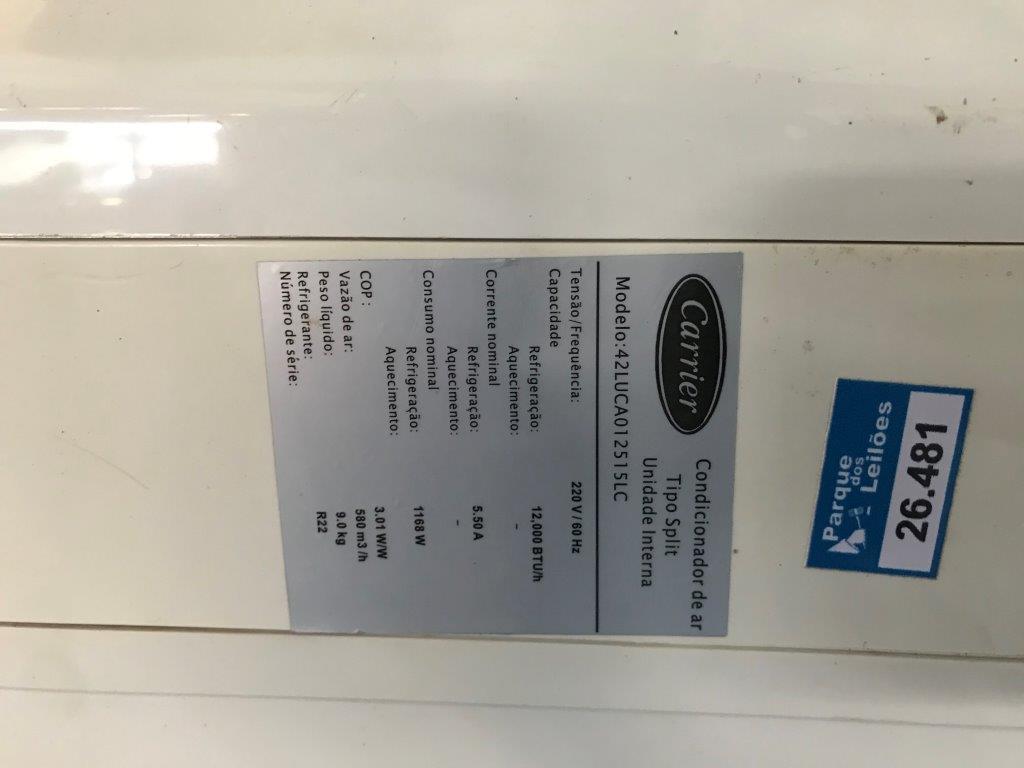 Carrier
Condicionador de ar
Tipo Split
Unidade Interna
Modelo:42LUCA012515LC
Tensão/Frequência: 220 V / 60 Hz
Capacidade
Refrigeração: 12,000 BTU/h
Aquecimento: -
Corrente nominal
Refrigeração: 5.50 A
Aquecimento: -
Consumo nominal
Refrigeração: 1168 W
Aquecimento:
COP : 3.01 W/W
Vazão de ar: 580 m3 /h
Peso líquido: 9.0 kg
Refrigerante: R22
Número de série:
Parque
dos
Leilões
26.481